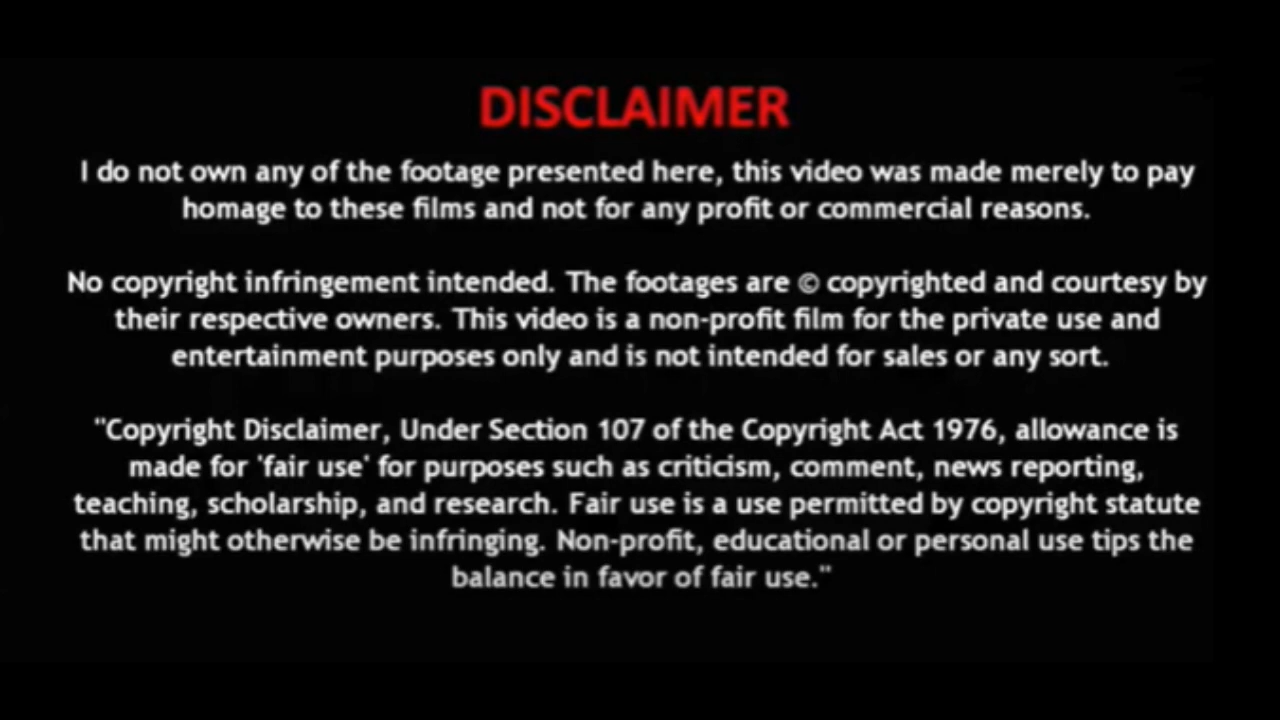 DISCLAIMER
I do not own any of the footage presented here, this video was made merely to pay
homage to these films and not for any profit or commercial reasons.
No copyright infringement intended. The footages are © copyrighted and courtesy by
their respective owners. This video is a non-profit film for the private use and
entertainment purposes only and is not intended for sales or any sort.
"Copyright Disclaimer, Under Section 107 of the Copyright Act 1976, allowance is
made for 'fair use' for purposes such as criticism, comment, news reporting,
teaching, scholarship, and research. Fair use is a use permitted by copyright statute
that might otherwise be infringing. Non-profit, educational or personal use tips the
balance in favor of fair use."